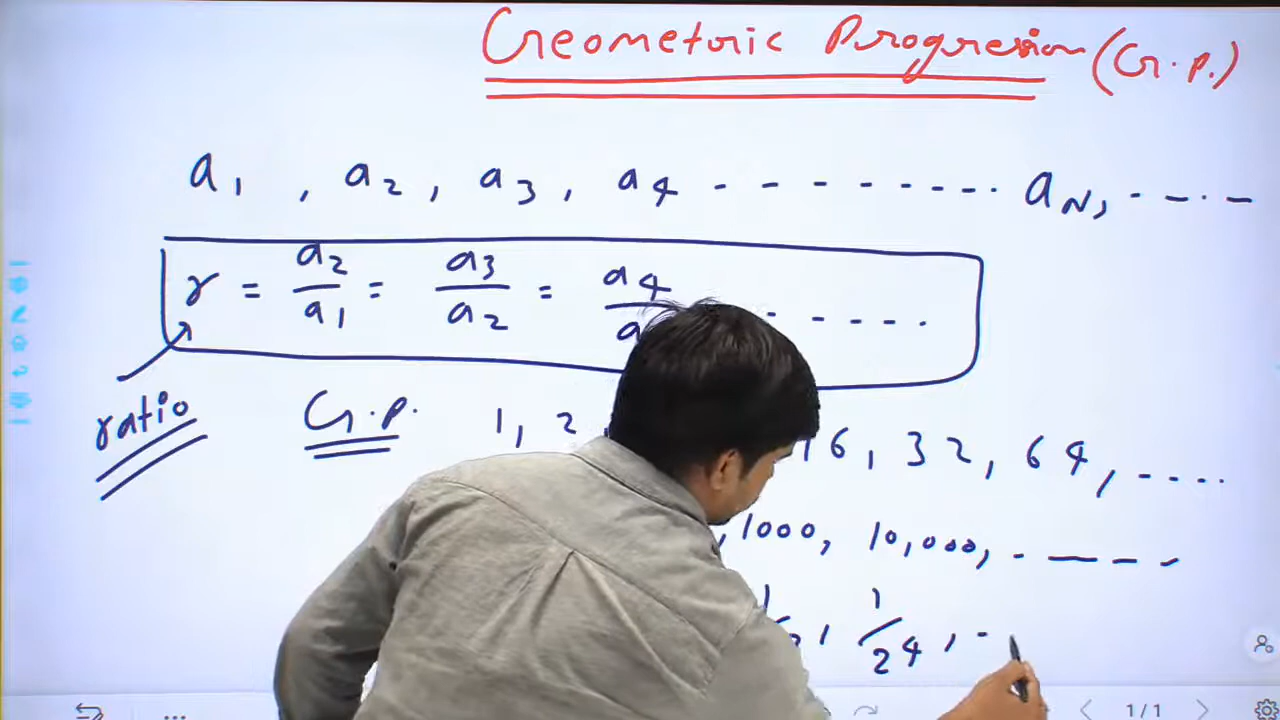 Geometric Progression (G.P.)
a1, a2, a3, a4 - - - - - - - - . aN, - - . -
r = a2/a1 = a3/a2 = a4/a - - - - - .
ratio
G.P. 1, 2 16, 32, 64, - - - .
, 1000, 10,000, - - - -
1/24, -
1/1